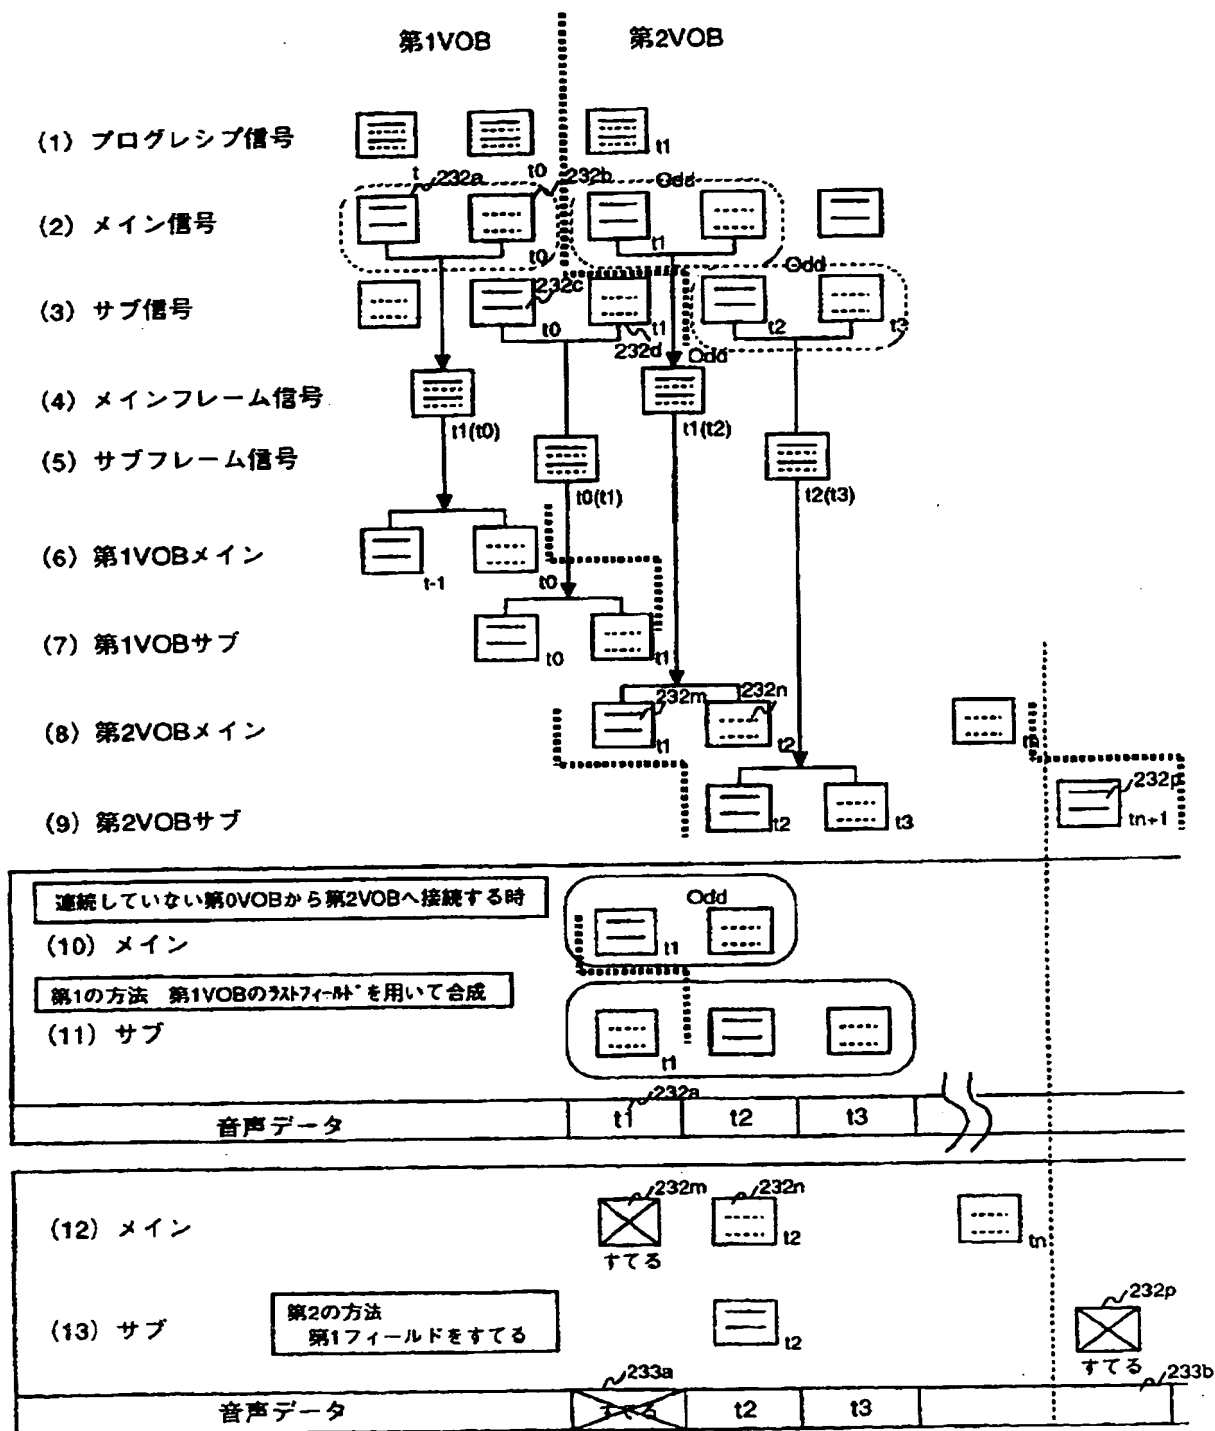 第1VOB 第2VOB
(1) プログレシブ信号
t t0 t1
232a 232b Odd
(2) メイン信号
t0 t1
Odd
(3) サブ信号
232c
t0 t1 t2 t3
232d Odd
(4) メインフレーム信号
t1(t0) t1(t2)
(5) サブフレーム信号
t0(t1) t2(t3)
(6) 第1VOBメイン
t-1 t0
(7) 第1VOBサブ
t0 t1
232m 232n
(8) 第2VOBメイン
t1 t2
232p
(9) 第2VOBサブ
t2 t3 tn+1
連続していない第0VOBから第2VOBへ接続する時
Odd
(10) メイン
t1
第1の方法 第1VOBのラストフィールドを用いて合成
(11) サブ
t1
232a
音声データ t1 t2 t3
232m 232n
(12) メイン
t2 tn
すてる
232p
(13) サブ
第2の方法
第1フィールドをすてる
t2
すてる
233a 233b
音声データ すてる t2 t3